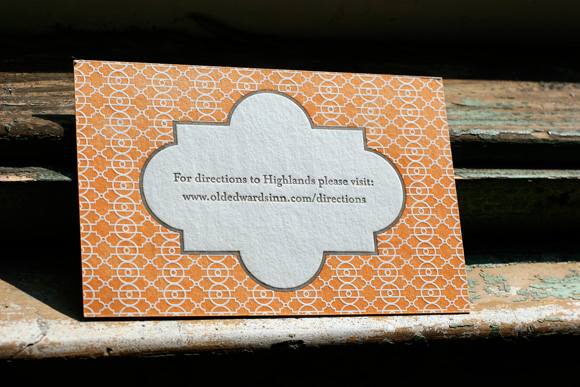 For directions to Highlands please visit:
www.oldedwardsinn.com/directions